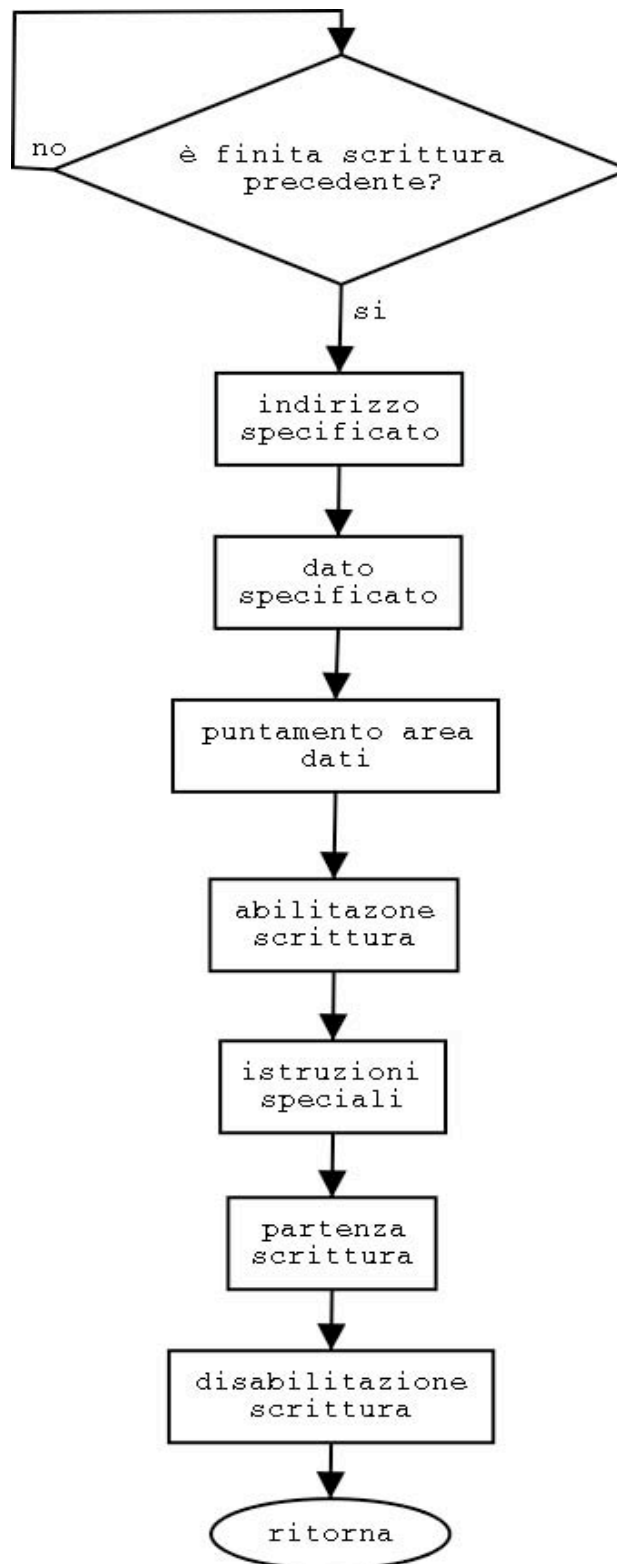 è finita scrittura
precedente?
no
si
indirizzo
specificato
dato
specificato
puntamento area
dati
abilitazone
scrittura
istruzioni
speciali
partenza
scrittura
disabilitazione
scrittura
ritorna